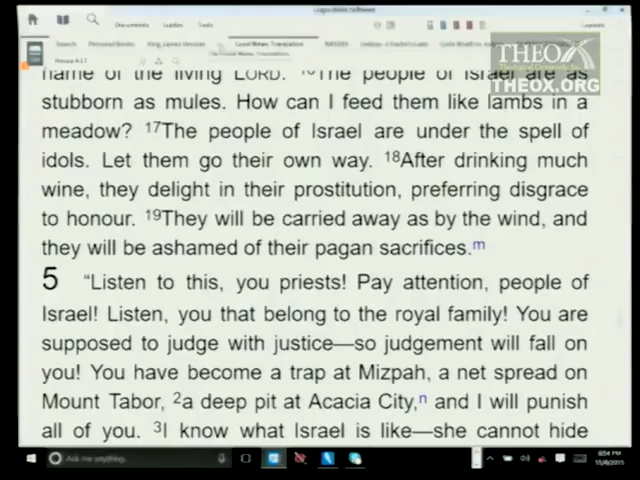 Logos Bible Software
Documents Guides Tools
Layouts
Search Personal Books King James Version Good News Translation
Hosea 4:17
THEOX
THEOX.ORG
name of the living LORD. 16The people of Israel are as
stubborn as mules. How can I feed them like lambs in a
meadow? 17The people of Israel are under the spell of
idols. Let them go their own way. 18After drinking much
wine, they delight in their prostitution, preferring disgrace
to honour. 19They will be carried away as by the wind, and
they will be ashamed of their pagan sacrifices.m
5 “Listen to this, you priests! Pay attention, people of
Israel! Listen, you that belong to the royal family! You are
supposed to judge with justice—so judgement will fall on
you! You have become a trap at Mizpah, a net spread on
Mount Tabor, 2a deep pit at Acacia City,n and I will punish
all of you. 3I know what Israel is like—she cannot hide
Ask me anything
15/8/2015